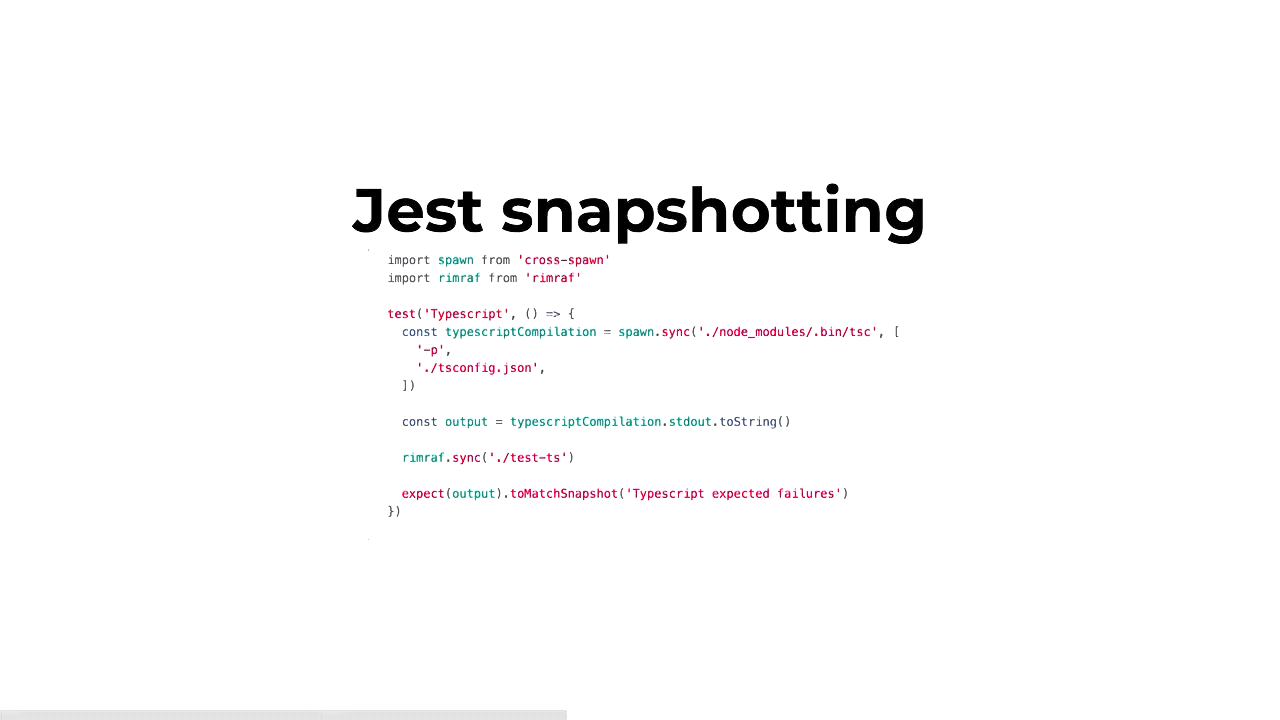 Jest snapshotting
import spawn from 'cross-spawn'
import rimraf from 'rimraf'
test('Typescript', () => {
const typescriptCompilation = spawn.sync('./node_modules/.bin/tsc', [
'-p',
'./tsconfig.json',
])
const output = typescriptCompilation.stdout.toString()
rimraf.sync('./test-ts')
expect(output).toMatchSnapshot('Typescript expected failures')
})